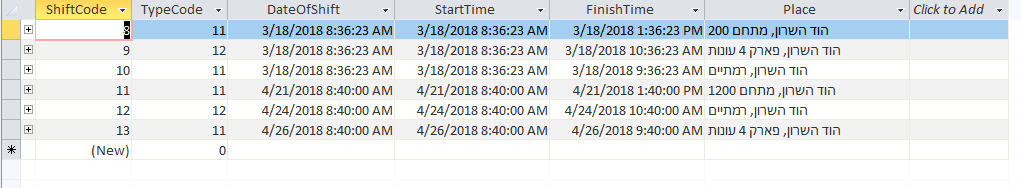 ShiftCode TypeCode DateOfShift StartTime FinishTime Place Click to Add
8 11 3/18/2018 8:36:23 AM 3/18/2018 8:36:23 AM 3/18/2018 1:36:23 PM הוד השרון, מתחם 200
9 12 3/18/2018 8:36:23 AM 3/18/2018 8:36:23 AM 3/18/2018 10:36:23 AM הוד השרון, פארק 4 עונות
10 11 3/18/2018 8:36:23 AM 3/18/2018 8:36:23 AM 3/18/2018 9:36:23 AM הוד השרון, רמתיים
11 11 4/21/2018 8:40:00 AM 4/21/2018 8:40:00 AM 4/21/2018 1:40:00 PM הוד השרון, מתחם 1200
12 12 4/24/2018 8:40:00 AM 4/24/2018 8:40:00 AM 4/24/2018 10:40:00 AM הוד השרון, רמתיים
13 11 4/26/2018 8:40:00 AM 4/26/2018 8:40:00 AM 4/26/2018 9:40:00 AM הוד השרון, פארק 4 עונות
(New) 0